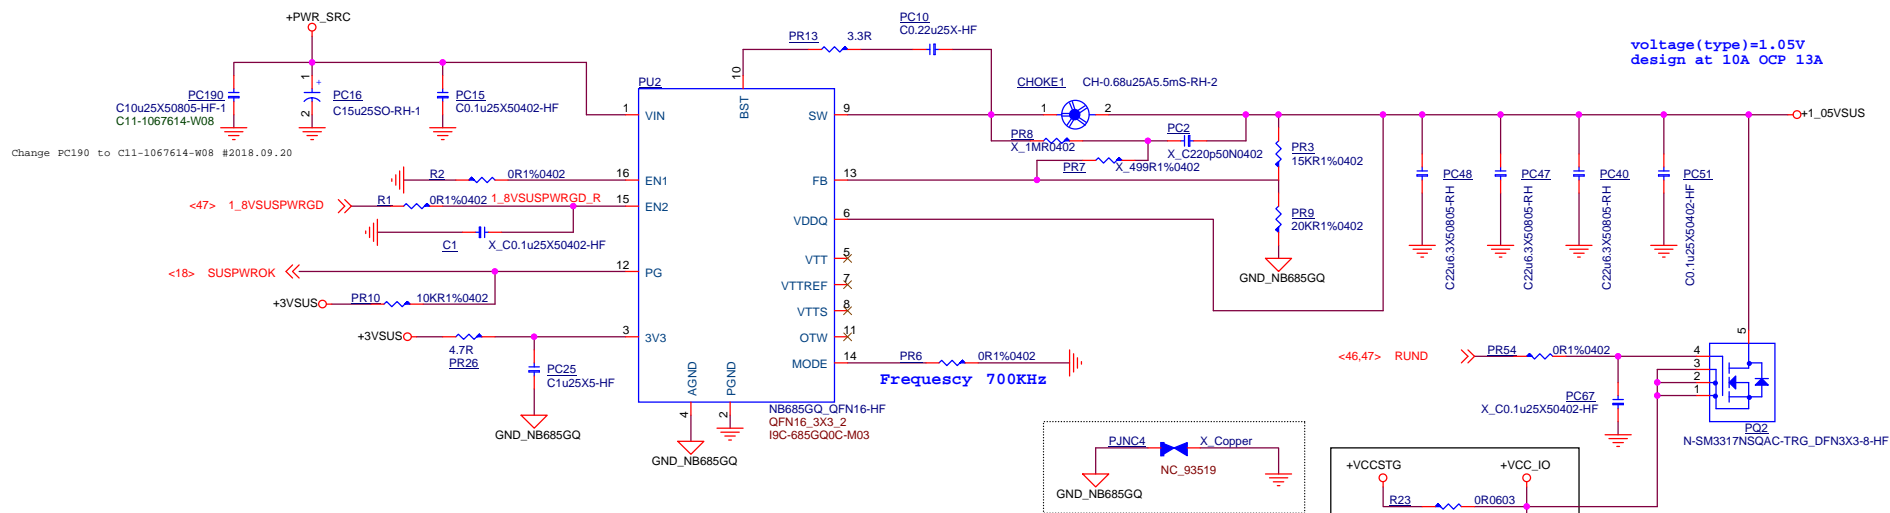 +PWR_SRC
PC190
C10u25X50805-HF-1
C11-1067614-W08
1
+
2
PC16
C15u25SO-RH-1
PC15
C0.1u25X50402-HF
Change PC190 to C11-1067614-W08 #2018.09.20
R2
0R1%0402
<47> 1_8VSUSPWRGD
R1
0R1%0402
1_8VSUSPWRGD_R
C1
X_C0.1u25X50402-HF
<18> SUSPWROK
+3VSUS
PR10
10KR1%0402
+3VSUS
4.7R
PR26
PC25
C1u25X5-HF
GND_NB685GQ
PU2
1
VIN
16
EN1
15
EN2
12
PG
3
3V3
10
BST
9
SW
13
FB
6
VDDQ
5
VTT
7
VTTREF
8
VTTS
11
OTW
14
MODE
AGND
4
PGND
2
GND_NB685GQ
NB685GQ_QFN16-HF
QFN16_3X3_2
I9C-685GQ0C-M03
PR13
3.3R
PC10
C0.22u25X-HF
CHOKE1
CH-0.68u25A5.5mS-RH-2
1
2
PR8
X_1MR0402
PC2
X_C220p50N0402
PR7
X_499R1%0402
PR3
15KR1%0402
PR9
20KR1%0402
GND_NB685GQ
PR6
0R1%0402
Frequescy 700KHz
voltage(type)=1.05V
design at 10A OCP 13A
+1_05VSUS
PC48
C22u6.3X50805-RH
PC47
C22u6.3X50805-RH
PC40
C22u6.3X50805-RH
PC51
C0.1u25X50402-HF
<46,47> RUND
PR54
0R1%0402
PC67
X_C0.1u25X50402-HF
5
4
3
2
1
PQ2
N-SM3317NSQAC-TRG_DFN3X3-8-HF
PJNC4
X_Copper
NC_93519
GND_NB685GQ
+VCCSTG
+VCC_IO
R23
0R0603